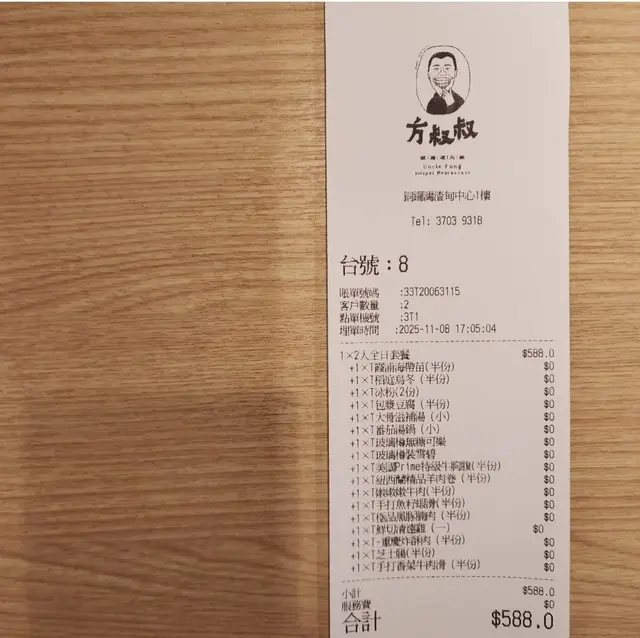 方叔叔
Uncle Fong
Hotpot Restaurant
銅鑼灣渣甸中心1樓
Tel: 3703 9318
台號：8
賬單號碼 :33T20063115
客戶數量 :2
點單機號 :3T1
埋單時間 :2025-11-08 17:05:04
1×2人全日套餐 $588.0
+1×T霞浦海帶苗(半份) $0
+1×T稻庭烏冬 (半份) $0
+1×T冰粉(2份) $0
+1×T包漿豆腐 (半份) $0
+1×T大骨滋補湯 (小) $0
+1×T番茄湯鍋 (小) $0
+1×T玻璃樽無糖可樂 $0
+1×T玻璃樽裝雪碧 $0
+1×T美國Prime特級牛胸腹(半份) $0
+1×T紐西蘭精品羊肉卷 (半份) $0
+1×T嫩嫩嫩牛肉(半份) $0
+1×T手打魚籽蝦滑(半份) $0
+1×T極品黑豚腩肉 (半份) $0
+1×T鮮切清遠雞 (一) $0
+1×T-重慶炸酥肉 (半份) $0
+1×T芝士腸(半份) $0
+1×T手打香菜牛肉滑 (半份) $0
小計 $588.0
服務費 $0
合計 $588.0